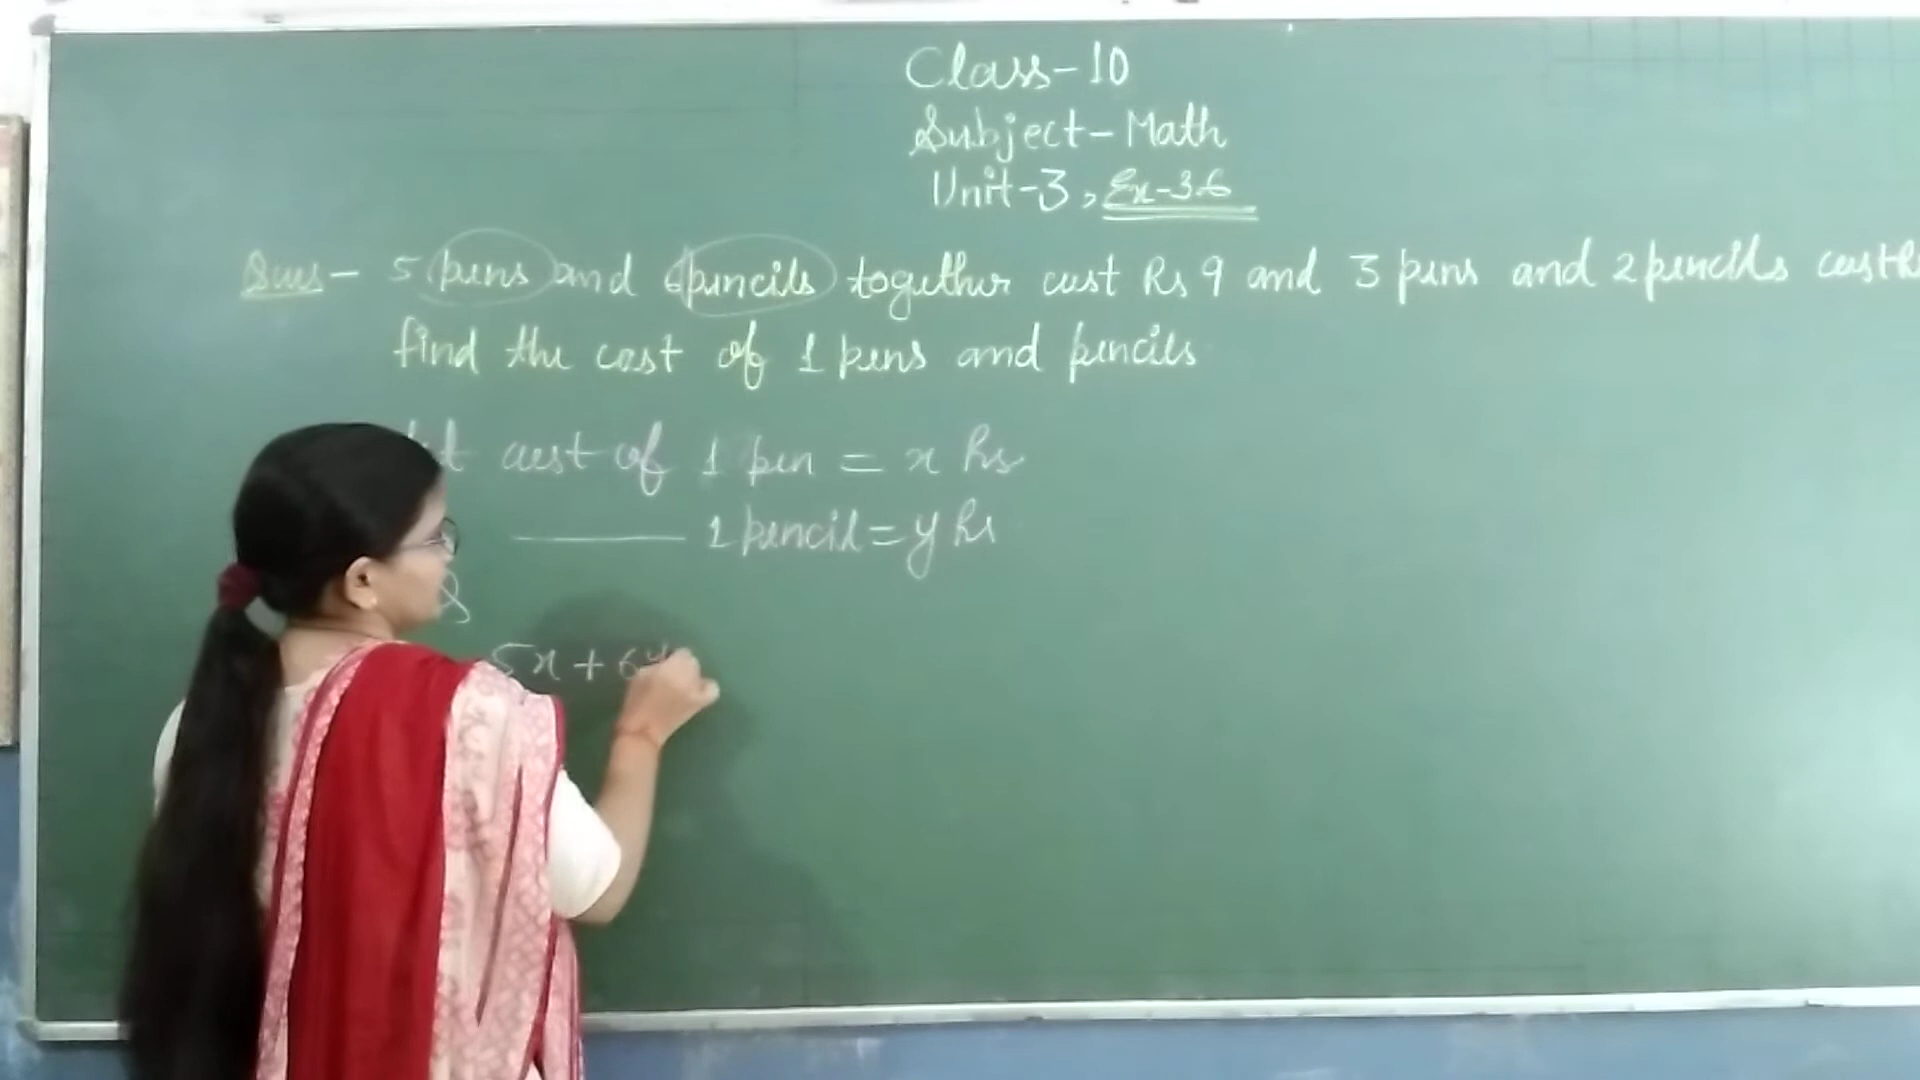 Class-10
Subject-Math
Unit-3, Ex-3.6
Ques- 5 pens and 6 pencils together cost Rs 9 and 3 pens and 2 pencils cost
find the cost of 1 pens and pencils
cost of 1 pen = x Rs
1 pencil = y Rs
5x + 6y